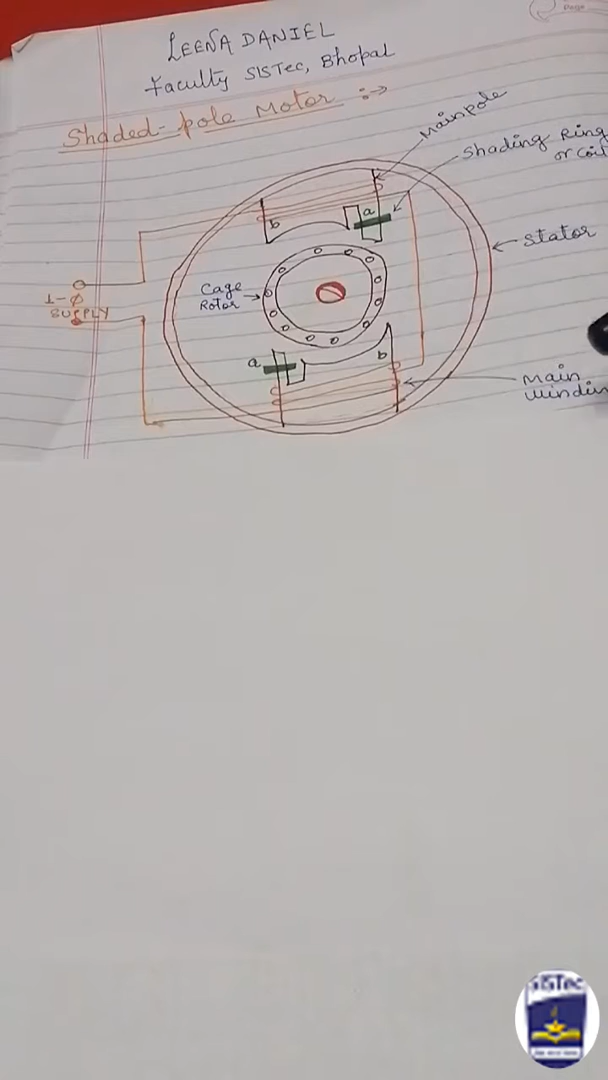 LEENA DANIEL
Faculty SISTec, Bhopal
Shaded-pole Motor :->
Main pole
Shading Ring
or Coil
a
b
Stator
Cage
Rotor
1-Φ
SUPPLY
a
b
Main
Windin
SISTec